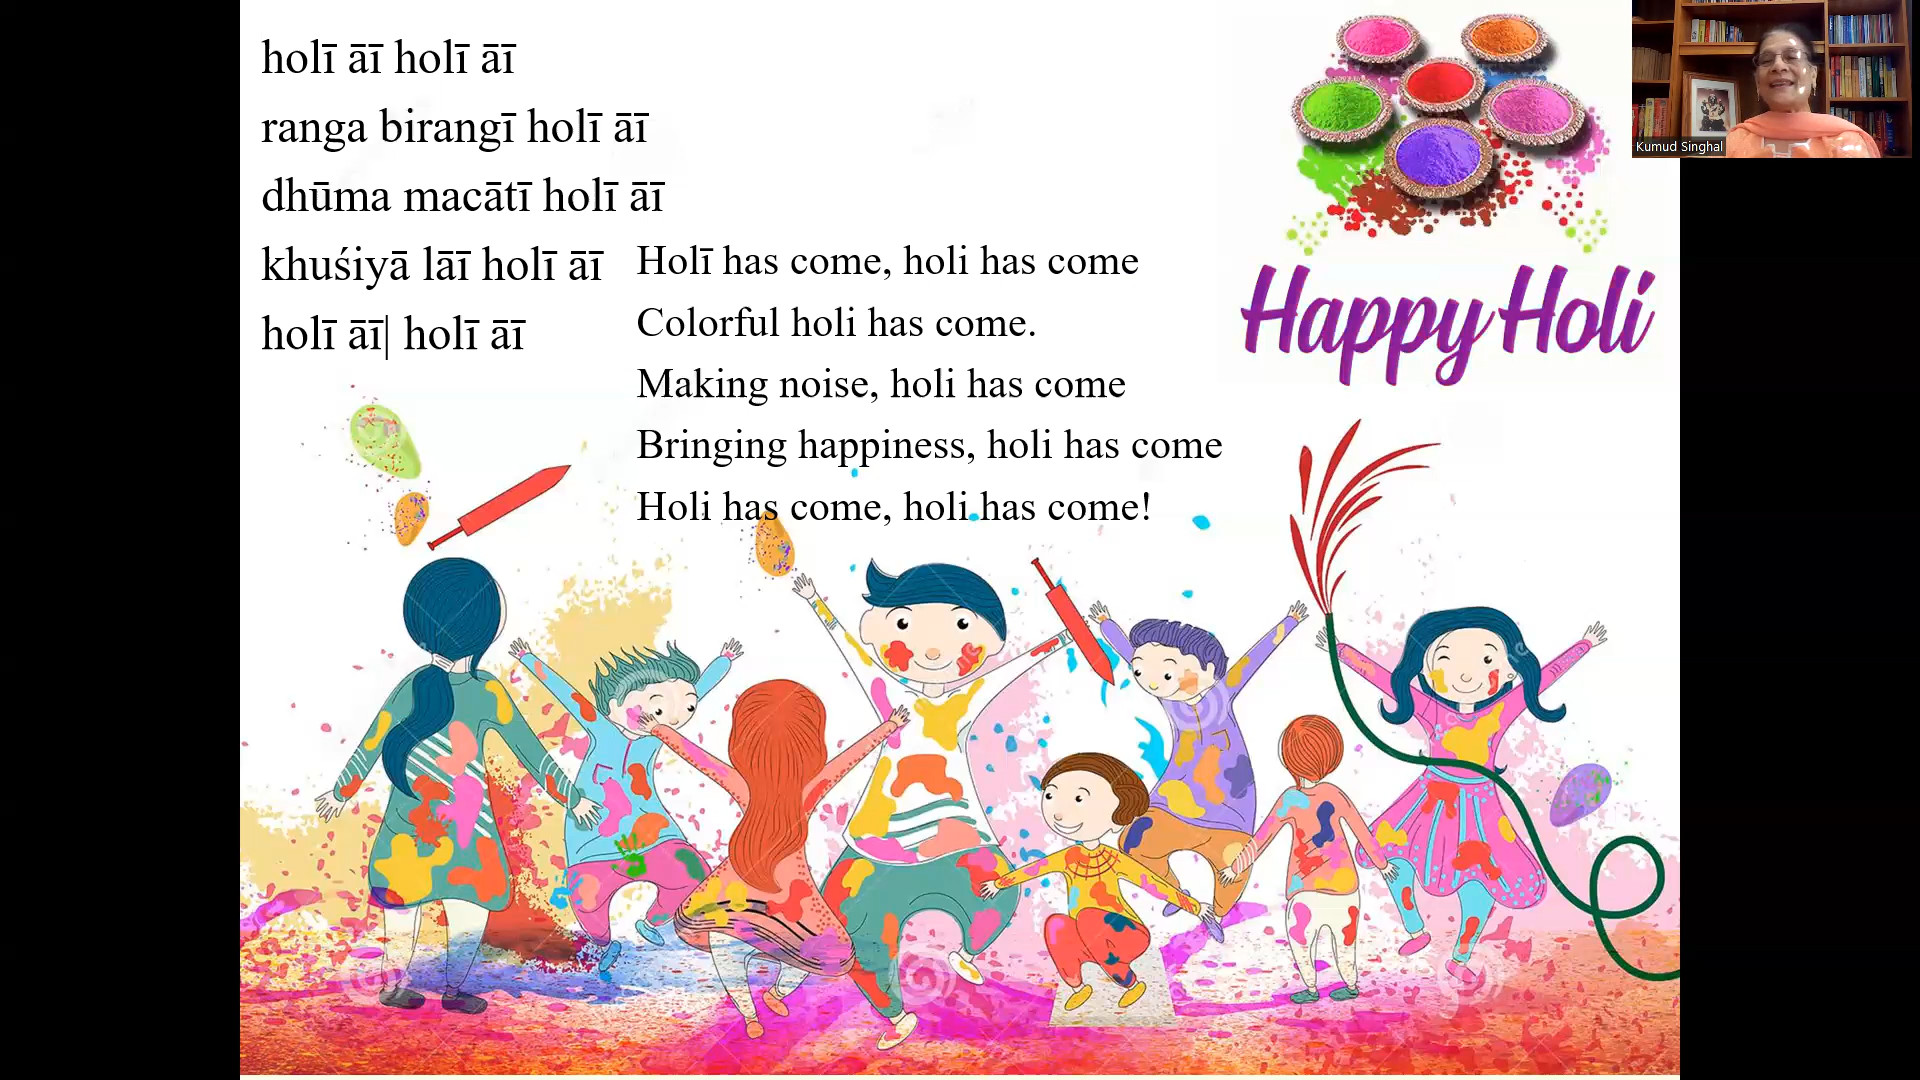 holī āī holī āī
ranga birangī holī āī
dhūma macātī holī āī
khuśiyā lāī holī āī
holī āī| holī āī
Holī has come, holi has come
Colorful holi has come.
Making noise, holi has come
Bringing happiness, holi has come
Holi has come, holi has come!
Happy Holi
Kumud Singhal